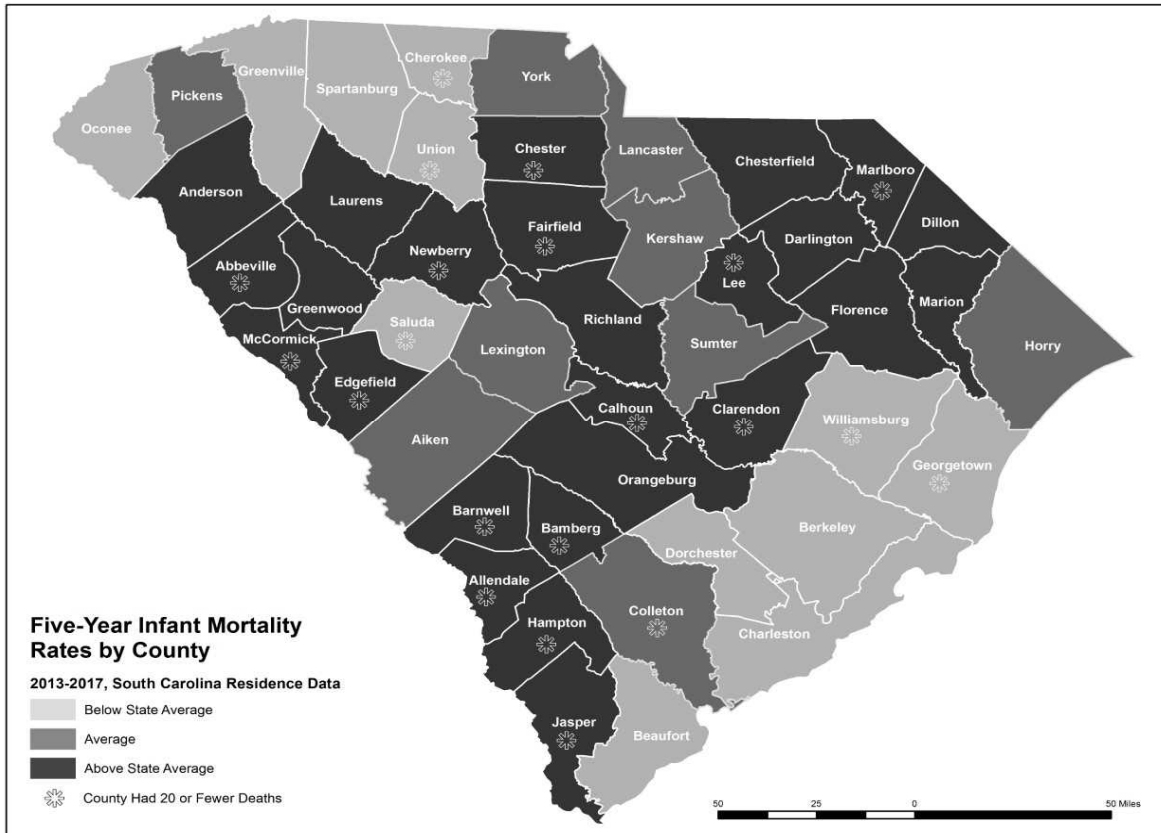 Cherokee
York
Greenville
Spartanburg
Pickens
Oconee
Union
Chester
Lancaster
Chesterfield
Marlboro
Anderson
Laurens
Dillon
Fairfield
Kershaw
Darlington
Newberry
Abbeville
Lee
Marion
Greenwood
Richland
Florence
Saluda
McCormick
Lexington
Sumter
Horry
Edgefield
Calhoun
Clarendon
Williamsburg
Aiken
Georgetown
Orangeburg
Barnwell
Bamberg
Berkeley
Dorchester
Allendale
Colleton
Hampton
Charleston
Jasper
Beaufort
Five-Year Infant Mortality
Rates by County
2013-2017, South Carolina Residence Data
Below State Average
Average
Above State Average
County Had 20 or Fewer Deaths
50 25 0 50 Miles